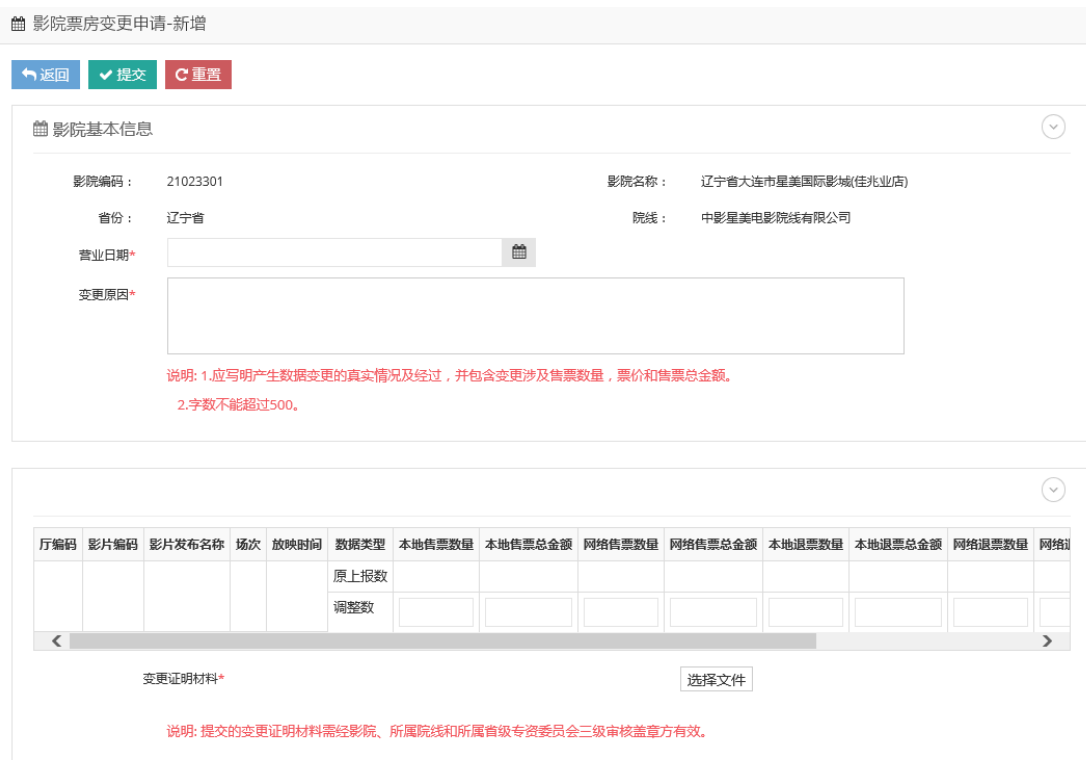 影院票房变更申请-新增
返回 提交 重置
影院基本信息
影院编码： 21023301 影院名称： 辽宁省大连市星美国际影城(佳兆业店)
省份： 辽宁省 院线： 中影星美电影院线有限公司
营业日期*
变更原因*
说明: 1.应写明产生数据变更的真实情况及经过，并包含变更涉及售票数量，票价和售票总金额。
2.字数不能超过500。
厅编码 影片编码 影片发布名称 场次 放映时间 数据类型 本地售票数量 本地售票总金额 网络售票数量 网络售票总金额 本地退票数量 本地退票总金额 网络退票数量 网络
原上报数
调整数
变更证明材料* 选择文件
说明: 提交的变更证明材料需经影院、所属院线和所属省级专资委员会三级审核盖章方有效。